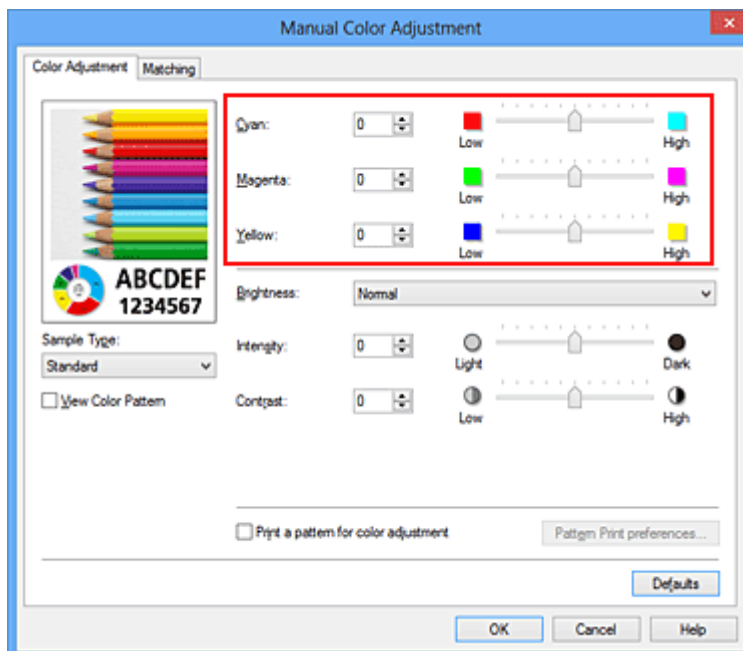 Manual Color Adjustment
Color Adjustment Matching
Cyan: 0 Low High
Magenta: 0 Low High
Yellow: 0 Low High
ABCDEF
1234567
Brightness: Normal
Sample Type:
Standard
Intensity: 0 Light Dark
View Color Pattern
Contrast: 0 Low High
Print a pattern for color adjustment Pattern Print preferences...
Defaults
OK Cancel Help